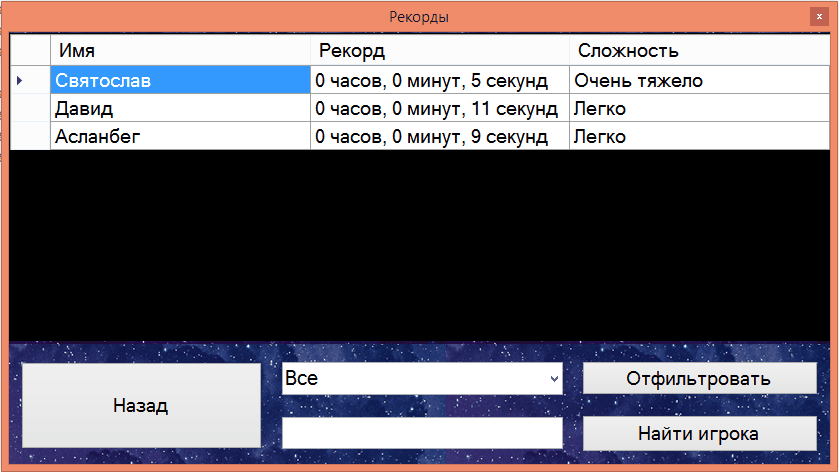 Рекорды
Имя Рекорд Сложность
Святослав 0 часов, 0 минут, 5 секунд Очень тяжело
Давид 0 часов, 0 минут, 11 секунд Легко
Асланбег 0 часов, 0 минут, 9 секунд Легко
Назад
Все
Отфильтровать
Найти игрока